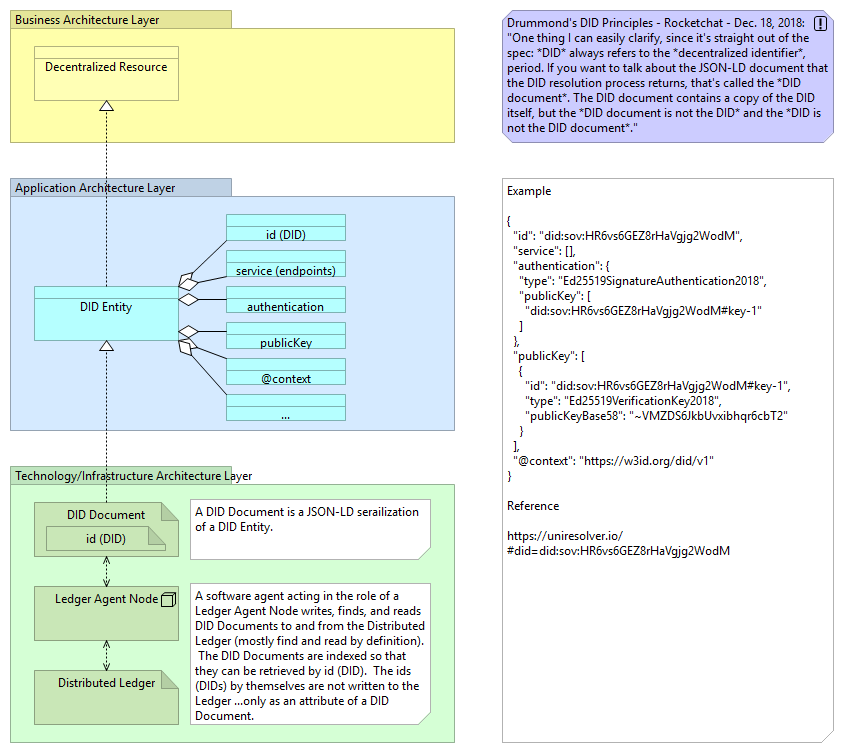 Business Architecture Layer
Decentralized Resource
Drummond's DID Principles - Rocketchat - Dec. 18, 2018:
"One thing I can easily clarify, since it's straight out of the
spec: *DID* always refers to the *decentralized identifier*,
period. If you want to talk about the JSON-LD document that
the DID resolution process returns, that's called the *DID
document*. The DID document contains a copy of the DID
itself, but the *DID document is not the DID* and the *DID is
not the DID document*."
Application Architecture Layer
id (DID)
service (endpoints)
DID Entity
authentication
publicKey
@context
...
Example
{
"id": "did:sov:HR6vs6GEZ8rHaVgjg2WodM",
"service": [],
"authentication": {
"type": "Ed25519SignatureAuthentication2018",
"publicKey": [
"did:sov:HR6vs6GEZ8rHaVgjg2WodM#key-1"
]
},
"publicKey": [
{
"id": "did:sov:HR6vs6GEZ8rHaVgjg2WodM#key-1",
"type": "Ed25519VerificationKey2018",
"publicKeyBase58": "~VMZDS6JkbUvxibhqr6cbT2"
}
],
"@context": "https://w3id.org/did/v1"
}
Reference
https://uniresolver.io/
#did=did:sov:HR6vs6GEZ8rHaVgjg2WodM
Technology/Infrastructure Architecture Layer
DID Document
id (DID)
A DID Document is a JSON-LD serailization
of a DID Entity.
Ledger Agent Node
A software agent acting in the role of a
Ledger Agent Node writes, finds, and reads
DID Documents to and from the Distributed
Ledger (mostly find and read by definition).
The DID Documents are indexed so that
they can be retrieved by id (DID).  The ids
(DIDs) by themselves are not written to the
Ledger ...only as an attribute of a DID
Document.
Distributed Ledger